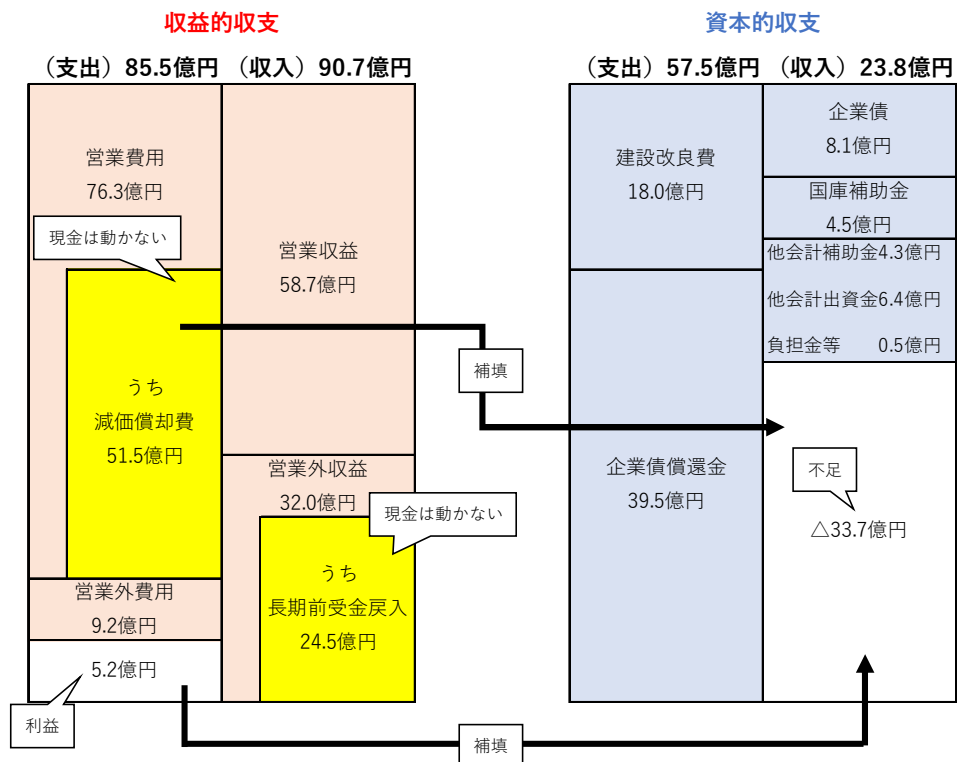 収益的収支
（支出）85.5億円
（収入）90.7億円
営業費用
76.3億円
現金は動かない
うち
減価償却費
51.5億円
営業外費用
9.2億円
5.2億円
利益
営業収益
58.7億円
営業外収益
32.0億円
現金は動かない
うち
長期前受金戻入
24.5億円
補填
補填
資本的収支
（支出）57.5億円
（収入）23.8億円
建設改良費
18.0億円
企業債償還金
39.5億円
企業債
8.1億円
国庫補助金
4.5億円
他会計補助金4.3億円
他会計出資金6.4億円
負担金等　0.5億円
不足
△33.7億円